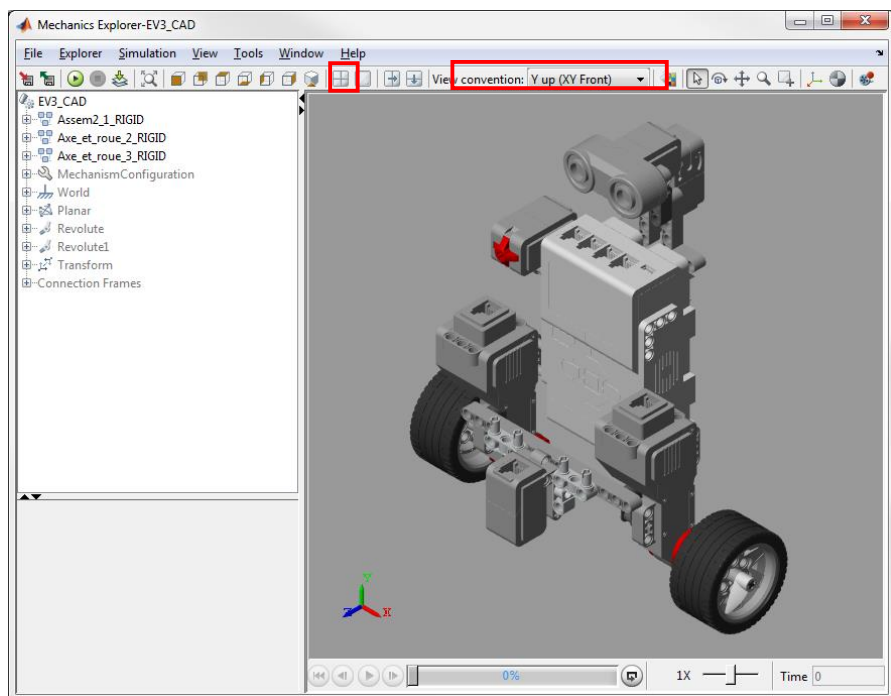 Mechanics Explorer-EV3_CAD
File Explorer Simulation View Tools Window Help
View convention: Y up (XY Front)
EV3_CAD
Assem2_1_RIGID
Axe_et_roue_2_RIGID
Axe_et_roue_3_RIGID
MechanismConfiguration
World
Planar
Revolute
Revolute1
Transform
Connection Frames
Y
Z
X
0%
1X
Time 0